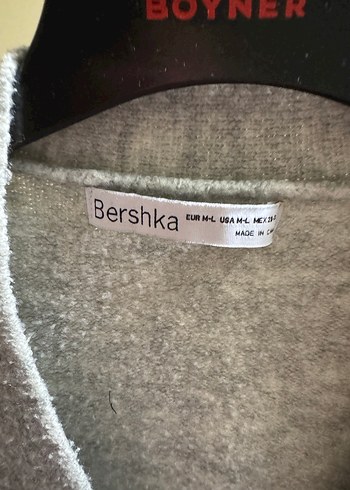 BOYNER
Bershka
EUR M-L USA M-L MEX
MADE IN